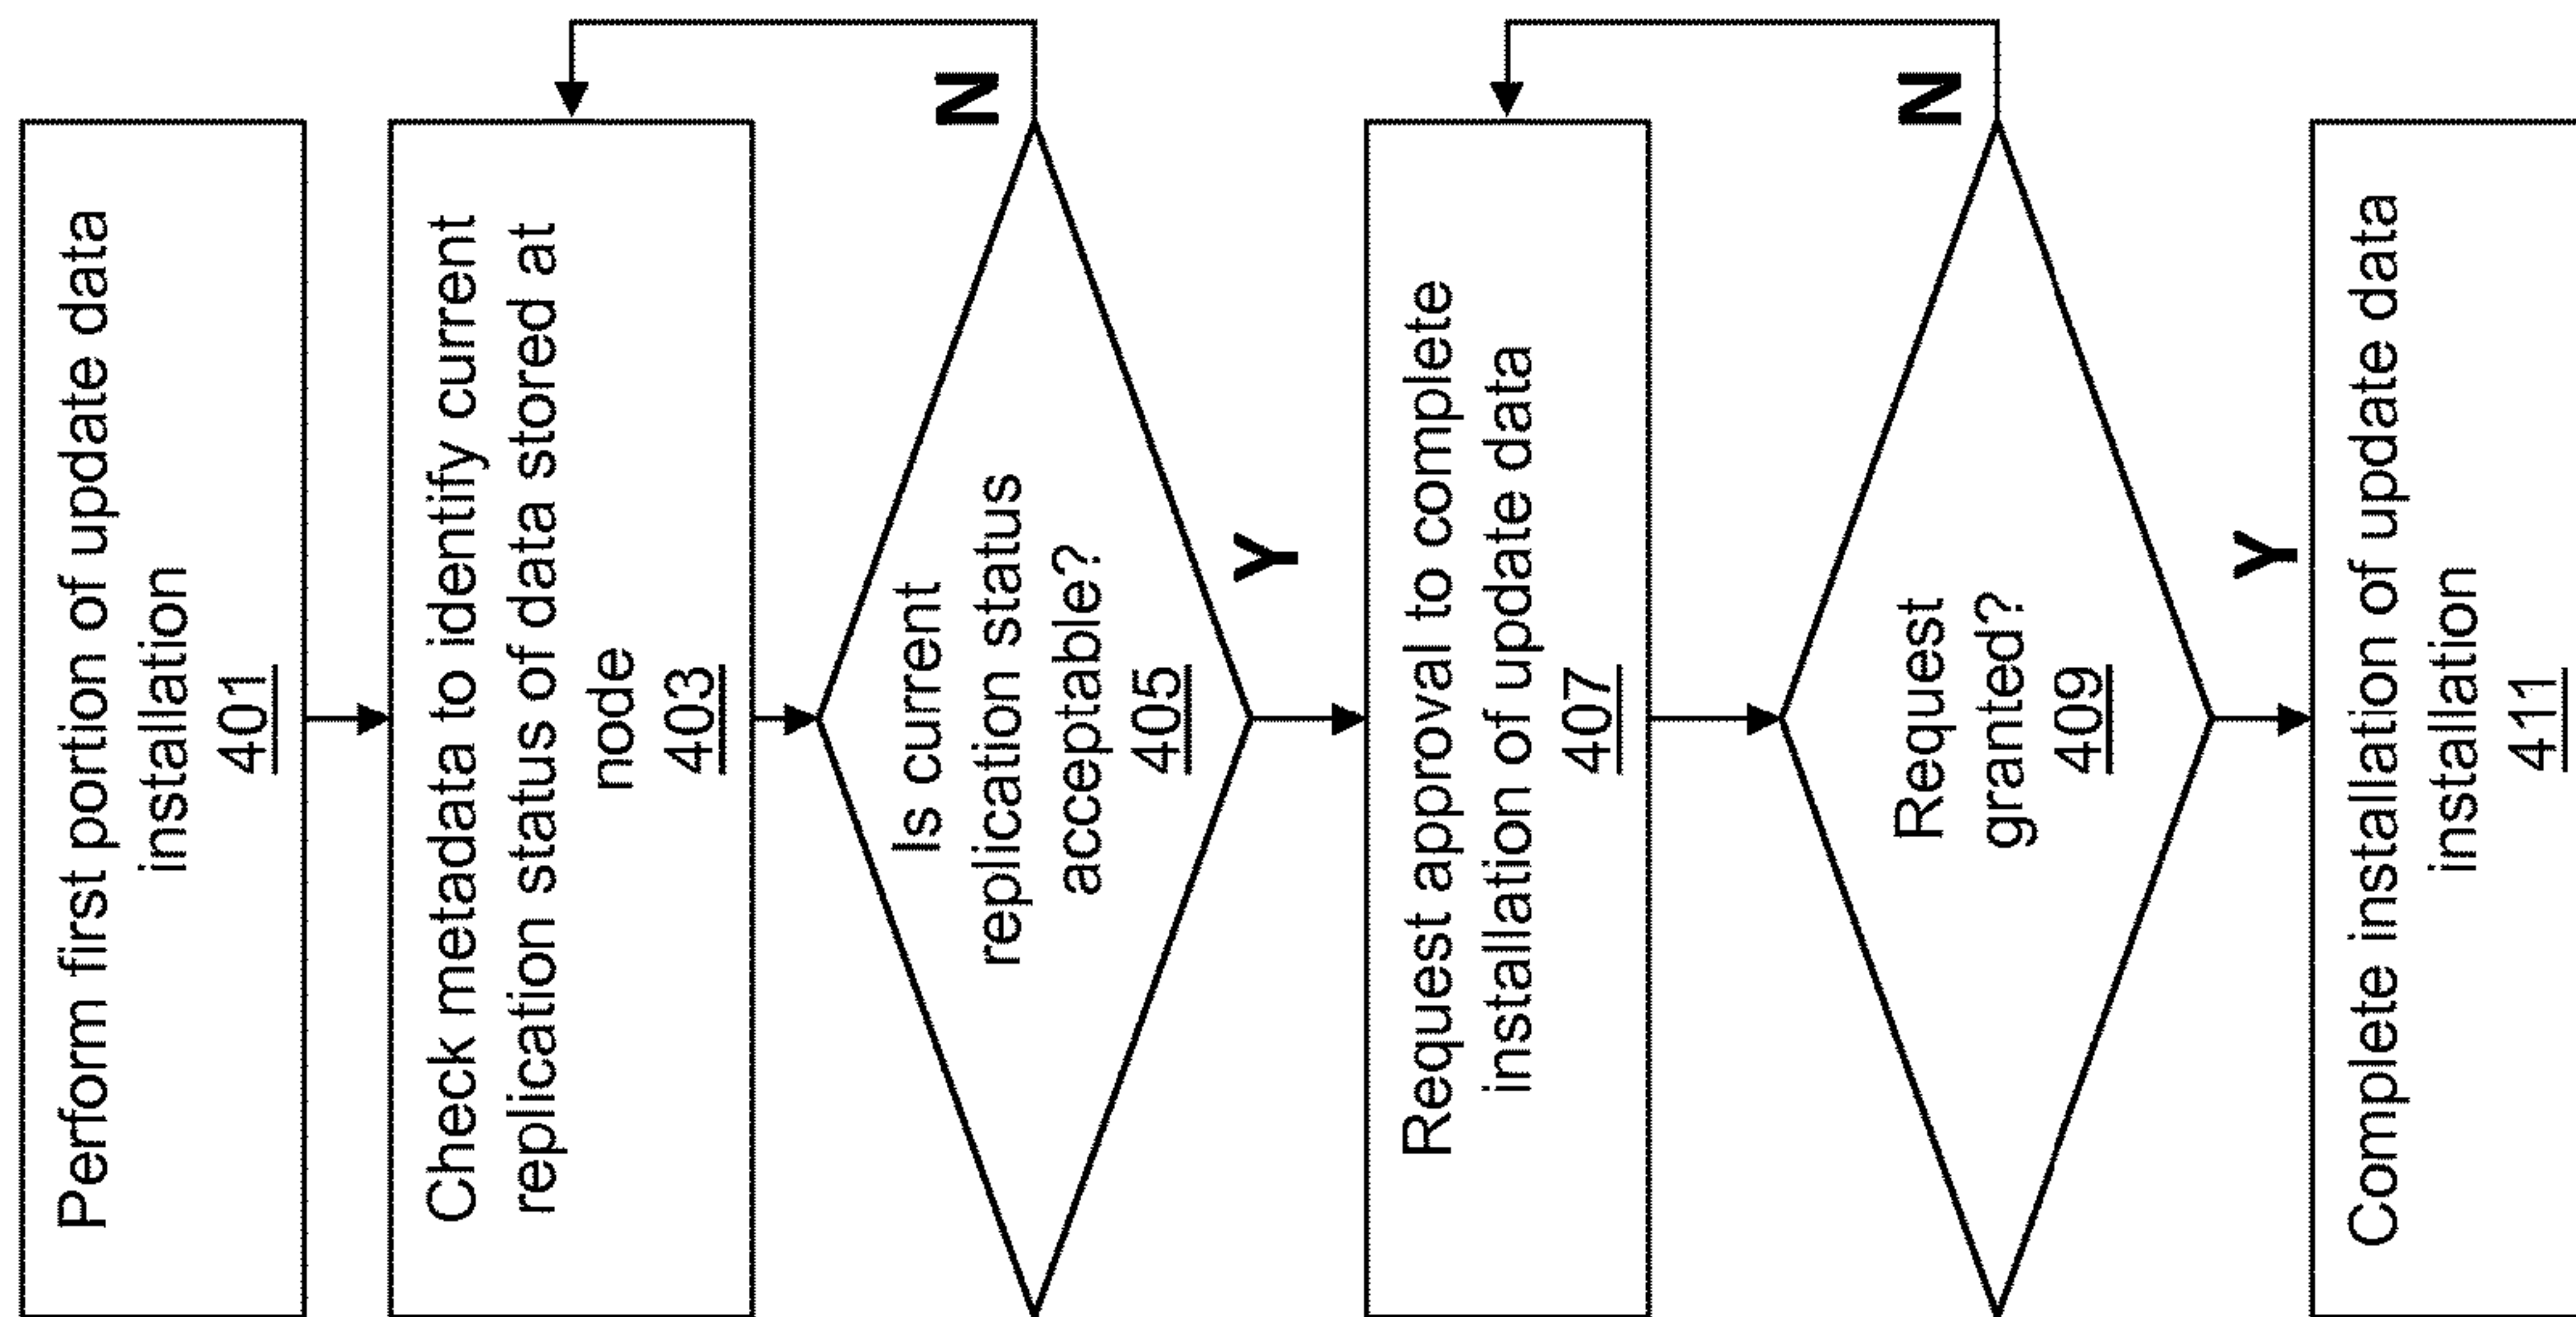 Perform first portion of update data
installation
401
Check metadata to identify current
replication status of data stored at
node
403
Is current
replication status
acceptable?
405
N
Y
Request approval to complete
installation of update data
407
Request
granted?
409
N
Y
Complete installation of update data
installation
411